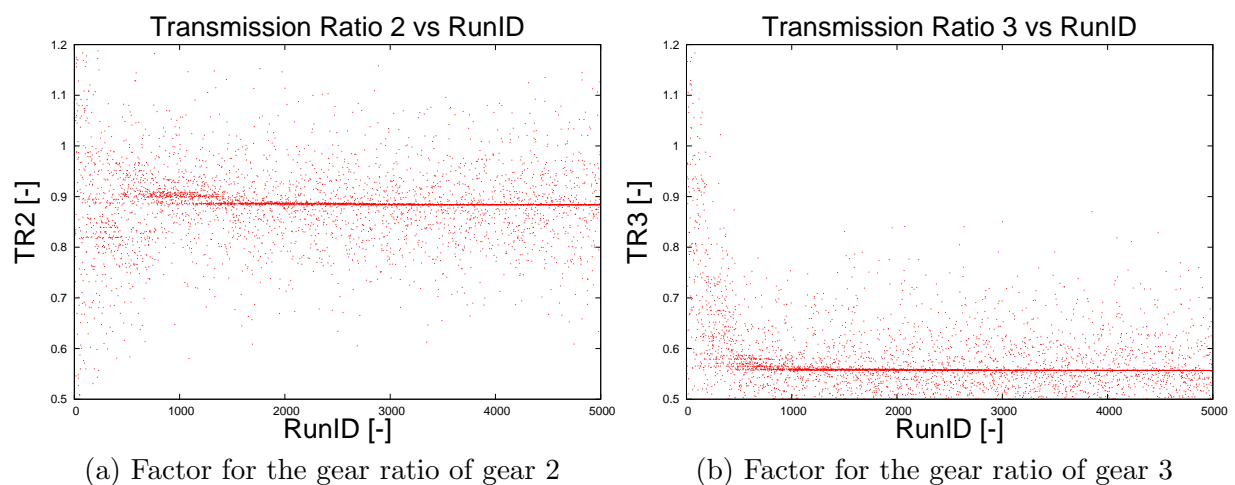 Transmission Ratio 2 vs RunID
1.2
1.1
1
0.9
0.8
0.7
0.6
0.5
TR2 [-]
0 1000 2000 3000 4000 5000
RunID [-]
(a) Factor for the gear ratio of gear 2
Transmission Ratio 3 vs RunID
1.2
1.1
1
0.9
0.8
0.7
0.6
0.5
TR3 [-]
0 1000 2000 3000 4000 5000
RunID [-]
(b) Factor for the gear ratio of gear 3